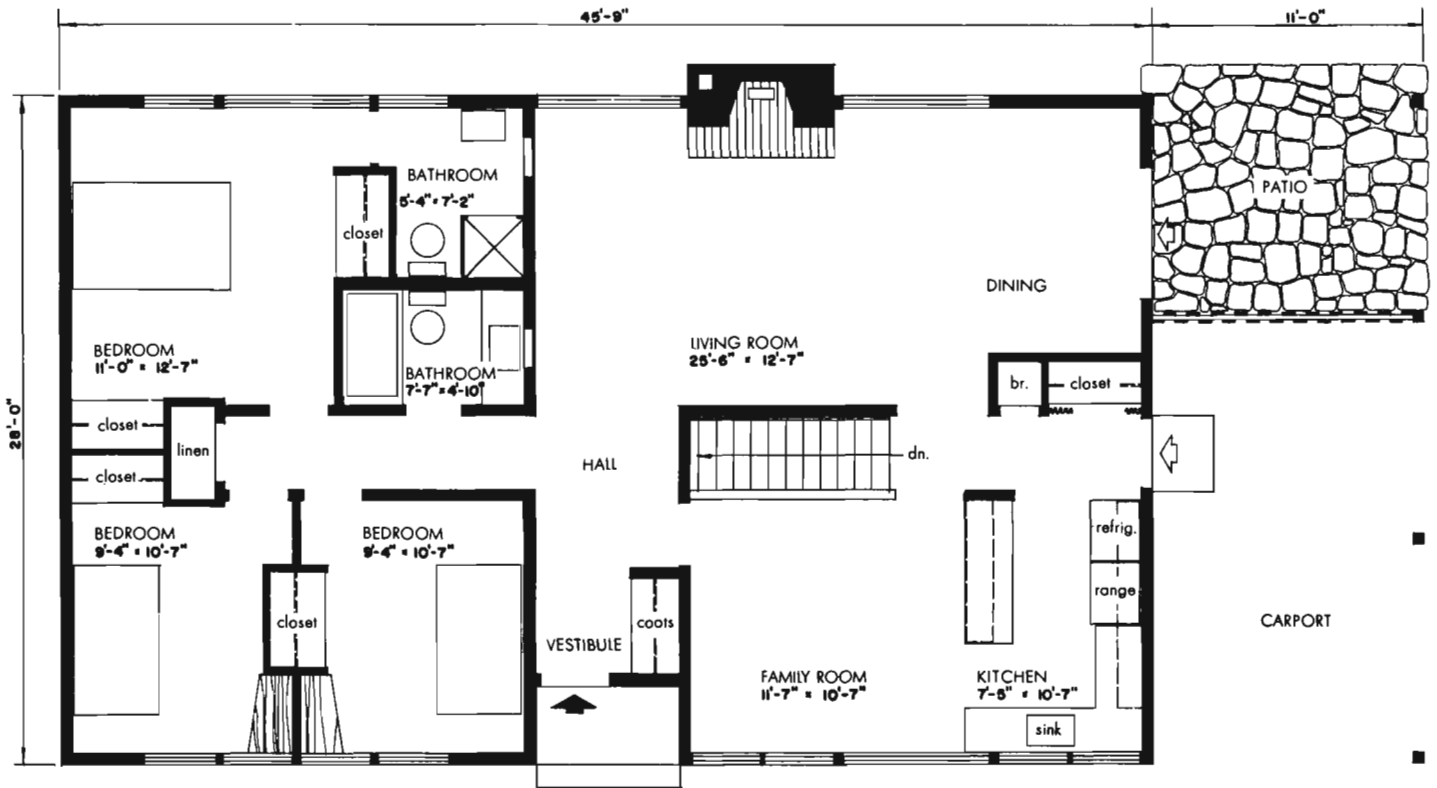 45'-9"
11'-0"
28'-0"
BATHROOM
5'-4" × 7'-2"
closet
PATIO
DINING
BEDROOM
11'-0" × 12'-7"
LIVING ROOM
25'-6" × 12'-7"
BATHROOM
7'-7" × 4'-10"
br.
closet
closet
linen
closet
HALL
dn.
BEDROOM
9'-4" × 10'-7"
BEDROOM
9'-4" × 10'-7"
refrig.
range
closet
coats
VESTIBULE
CARPORT
FAMILY ROOM
11'-7" × 10'-7"
KITCHEN
7'-5" × 10'-7"
sink